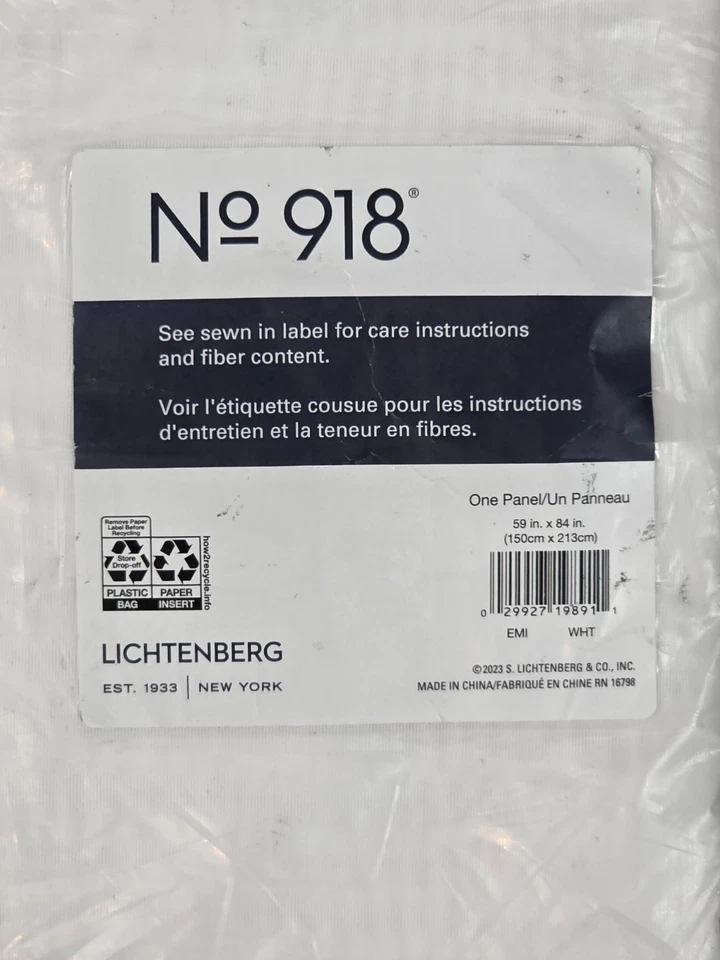 Nº 918®
See sewn in label for care instructions
and fiber content.
Voir l'étiquette cousue pour les instructions
d'entretien et la teneur en fibres.
One Panel/Un Panneau
59 in. x 84 in.
(150cm x 213cm)
0 29927 19891 1
EMI WHT
Remove Paper
Label Before
Recycling
Store
Drop-off
PLASTIC
BAG
PAPER
INSERT
how2recycle.info
LICHTENBERG
EST. 1933 | NEW YORK
©2023 S. LICHTENBERG & CO., INC.
MADE IN CHINA/FABRIQUÉ EN CHINE RN 16798